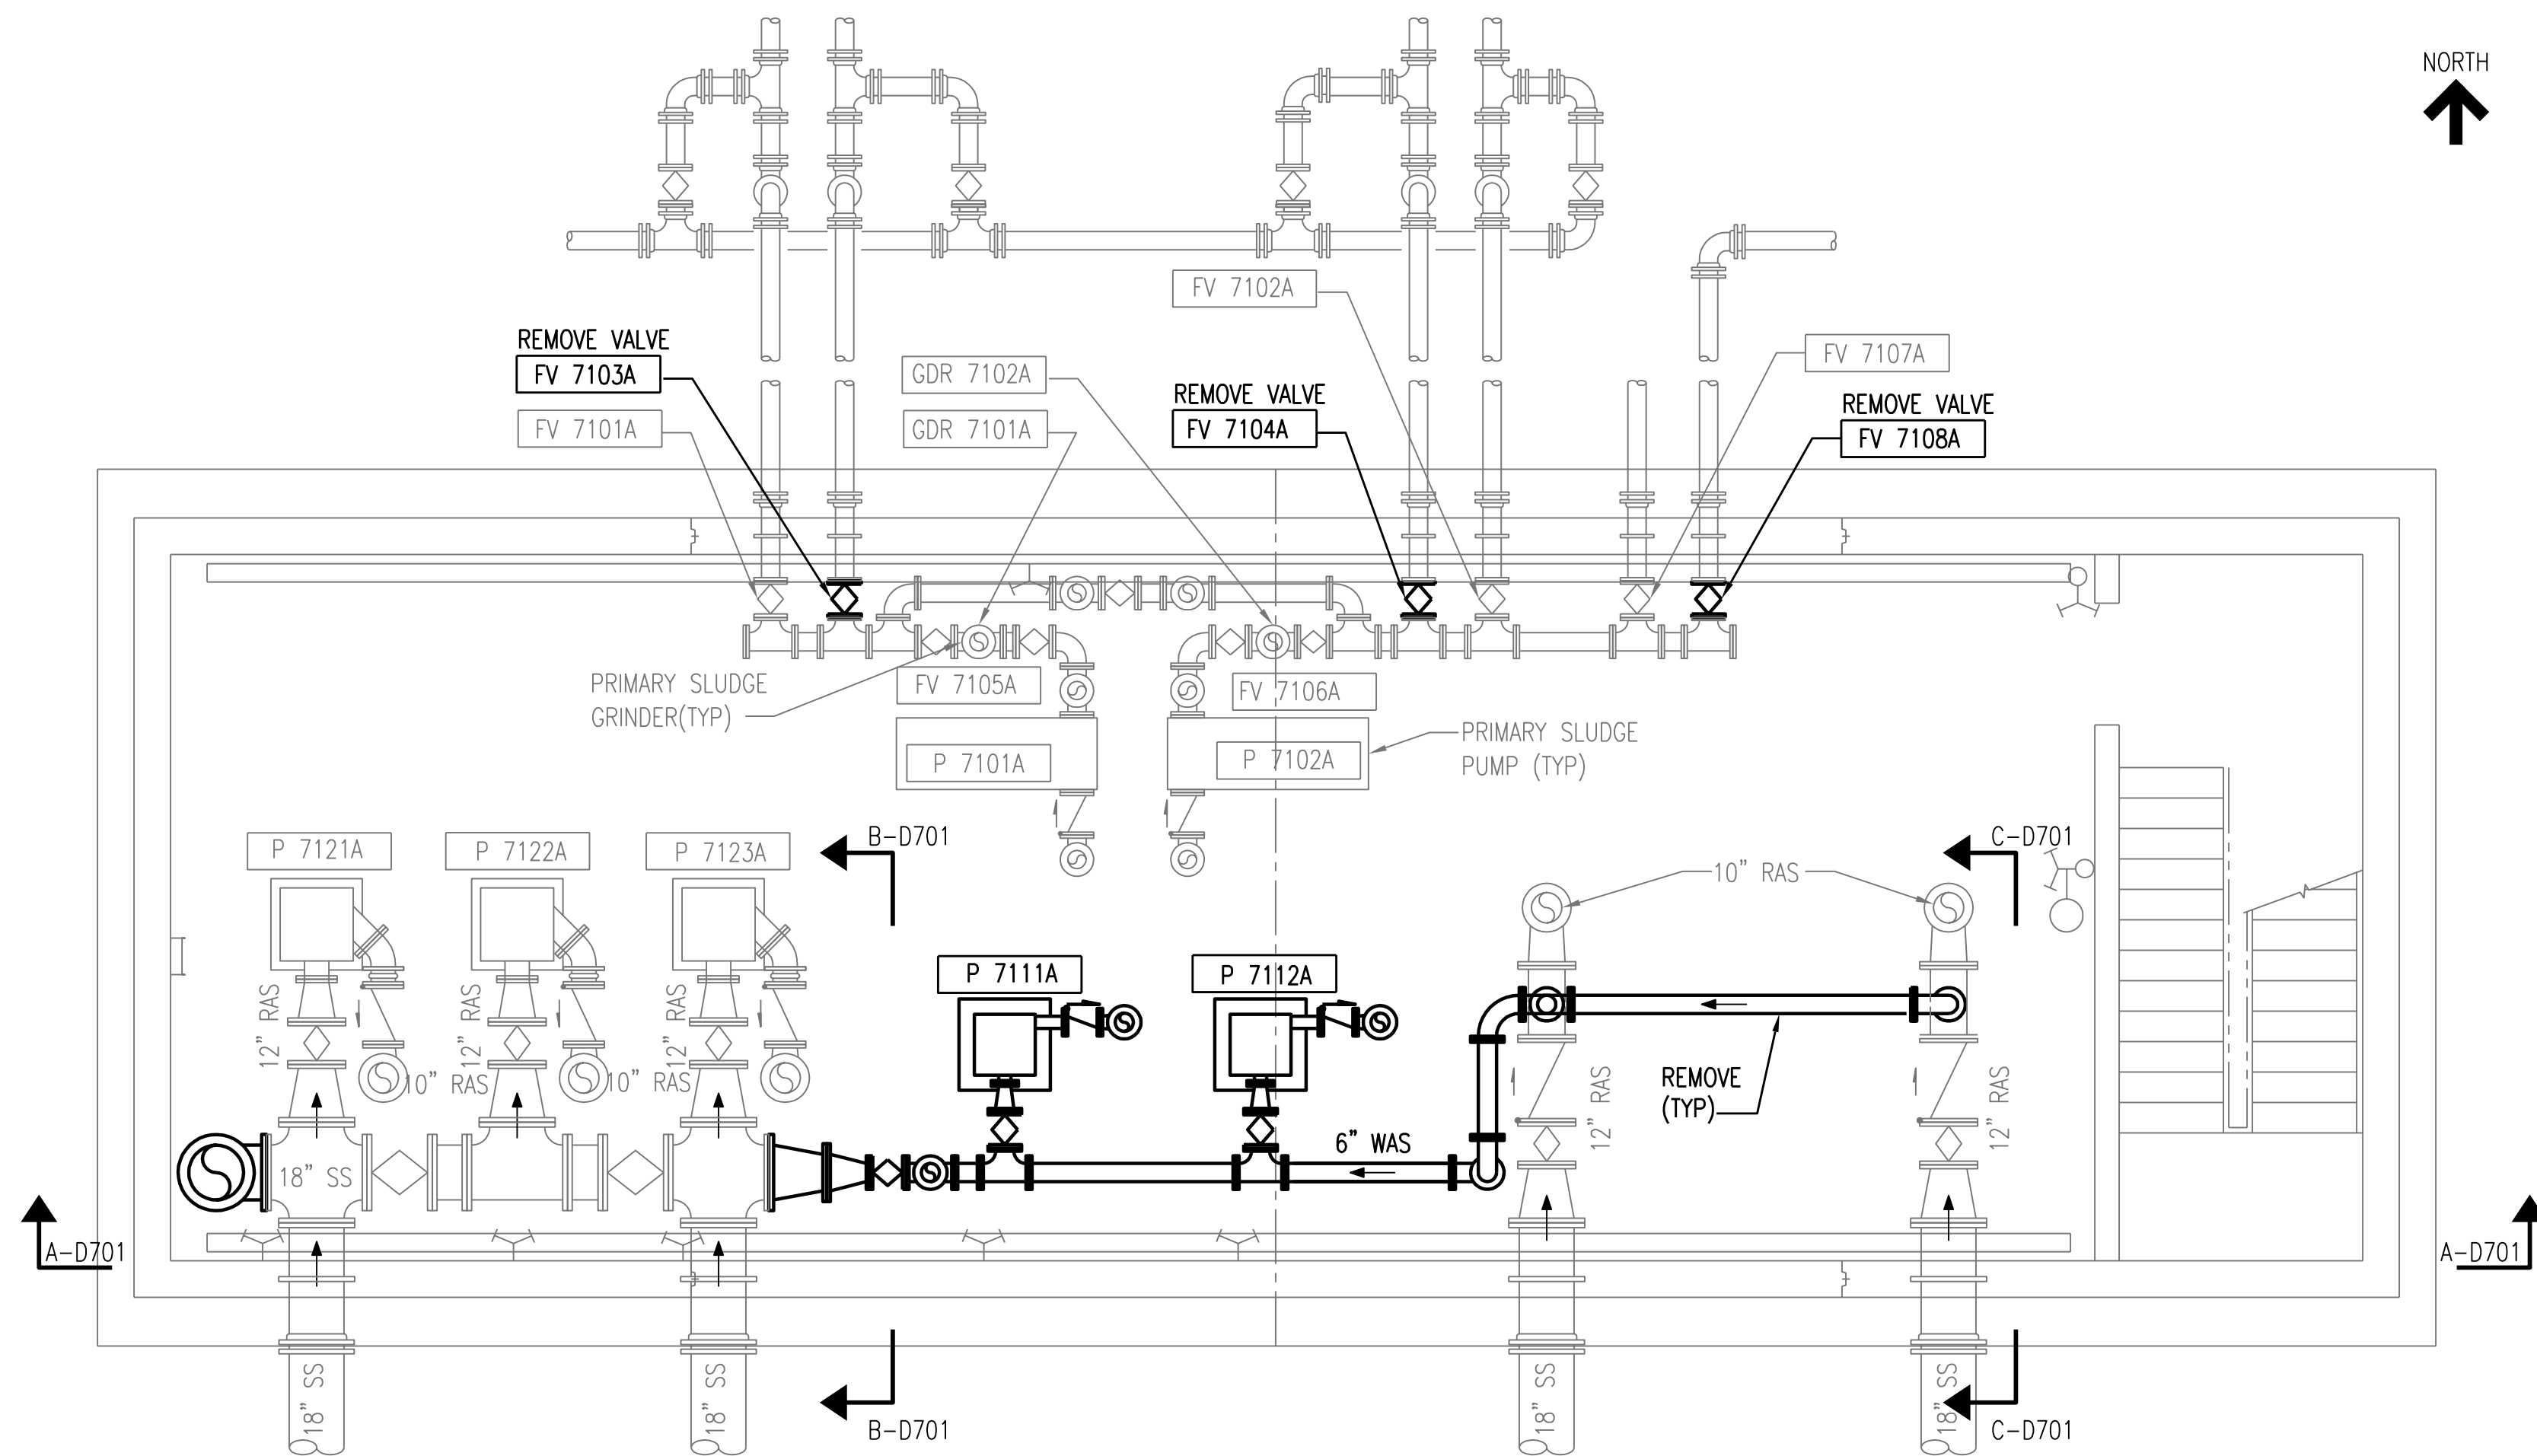 NORTH
FV 7102A
REMOVE VALVE
FV 7103A
FV 7101A
GDR 7102A
GDR 7101A
REMOVE VALVE
FV 7104A
FV 7107A
REMOVE VALVE
FV 7108A
PRIMARY SLUDGE
GRINDER(TYP)
FV 7105A
FV 7106A
P 7101A
P 7102A
PRIMARY SLUDGE
PUMP (TYP)
P 7121A
P 7122A
P 7123A
B-D701
C-D701
10" RAS
P 7111A
P 7112A
12" RAS
12" RAS
12" RAS
10" RAS
10" RAS
REMOVE
(TYP)
12" RAS
12" RAS
6" WAS
18" SS
A-D701
A-D701
18" SS
18" SS
18" SS
18" SS
B-D701
C-D701